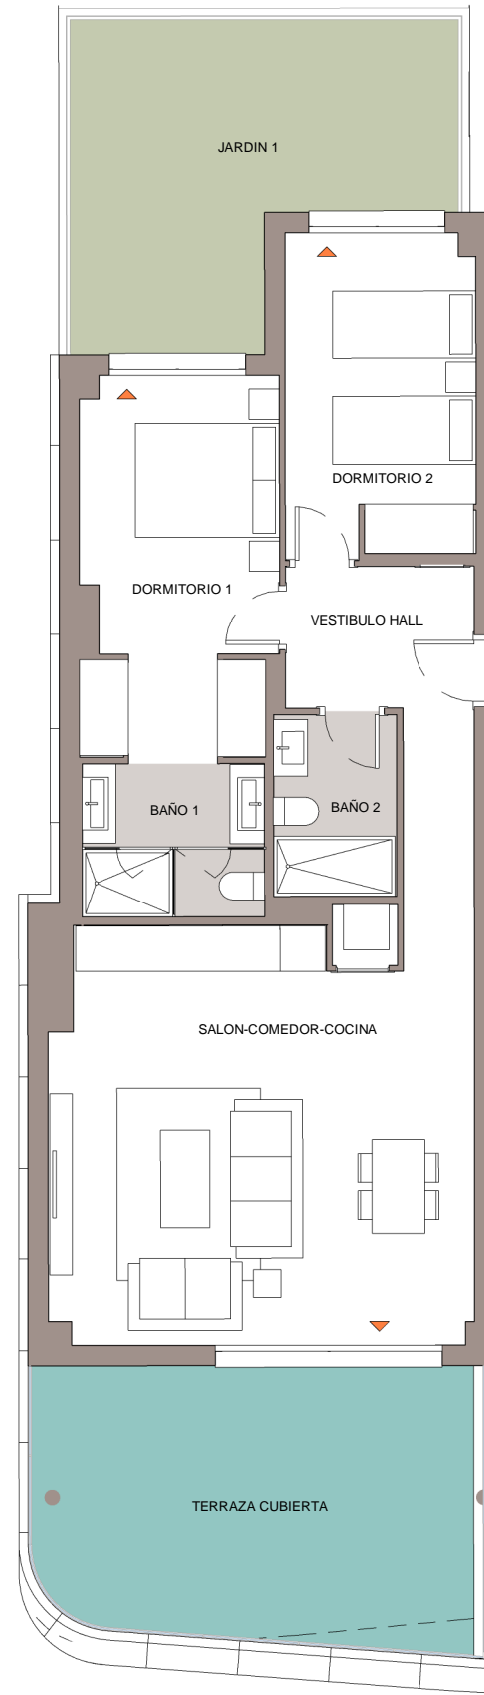 JARDIN 1
DORMITORIO 2
DORMITORIO 1
VESTIBULO HALL
BAÑO 1
BAÑO 2
SALON-COMEDOR-COCINA
TERRAZA CUBIERTA